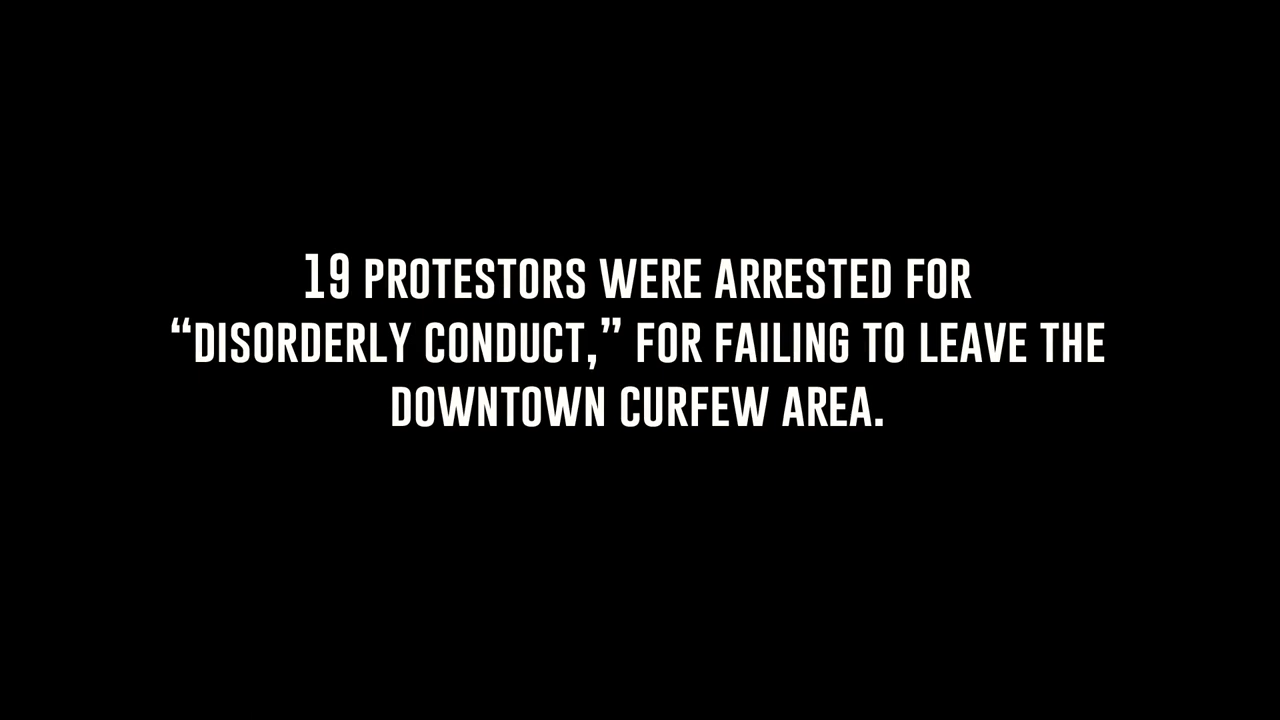 19 PROTESTORS WERE ARRESTED FOR
“DISORDERLY CONDUCT,” FOR FAILING TO LEAVE THE
DOWNTOWN CURFEW AREA.